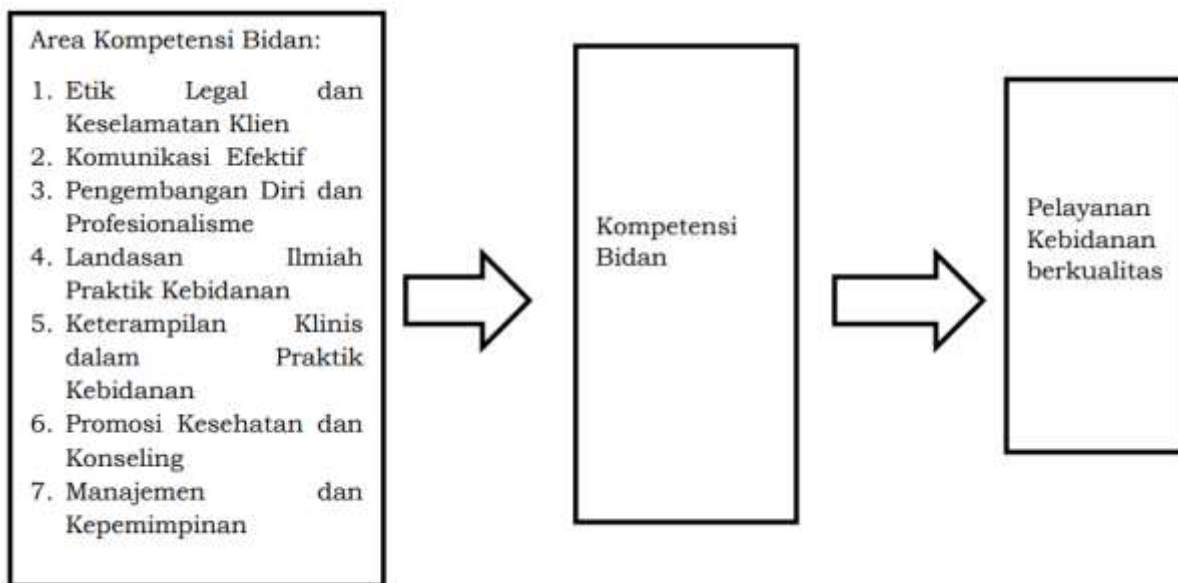 Area Kompetensi Bidan:
1. Etik Legal dan
Keselamatan Klien
2. Komunikasi Efektif
3. Pengembangan Diri dan
Profesionalisme
4. Landasan Ilmiah
Praktik Kebidanan
5. Keterampilan Klinis
dalam Praktik
Kebidanan
6. Promosi Kesehatan dan
Konseling
7. Manajemen dan
Kepemimpinan
Kompetensi
Bidan
Pelayanan
Kebidanan
berkualitas